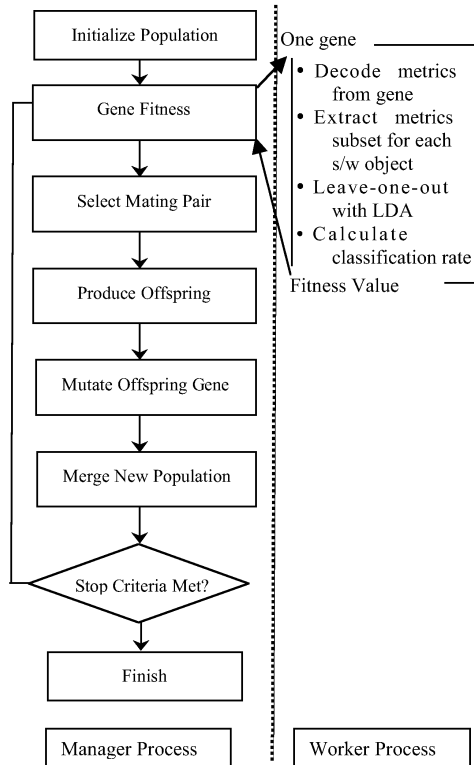 Initialize Population
Gene Fitness
Select Mating Pair
Produce Offspring
Mutate Offspring Gene
Merge New Population
Stop Criteria Met?
Finish
Manager Process
One gene
• Decode metrics
from gene
• Extract metrics
subset for each
s/w object
• Leave-one-out
with LDA
• Calculate
classification rate
Fitness Value
Worker Process